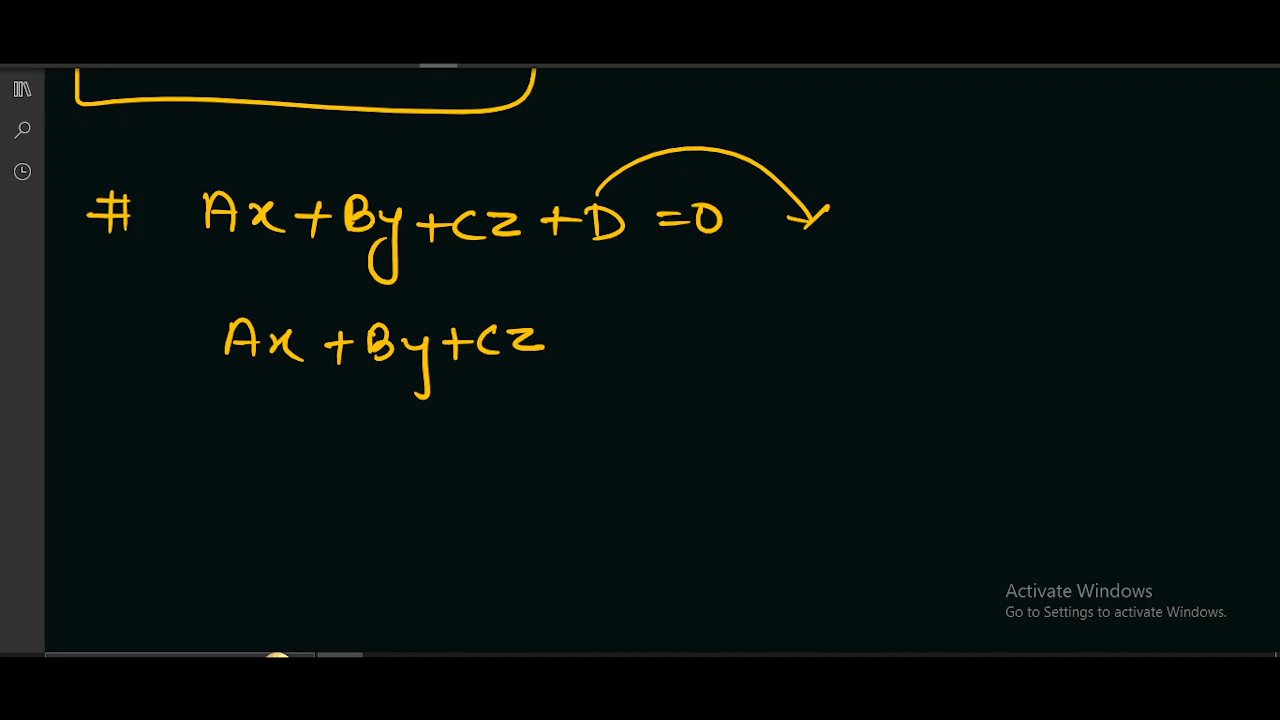 # Ax + By + Cz + D = 0
Ax + By + Cz
Activate Windows
Go to Settings to activate Windows.